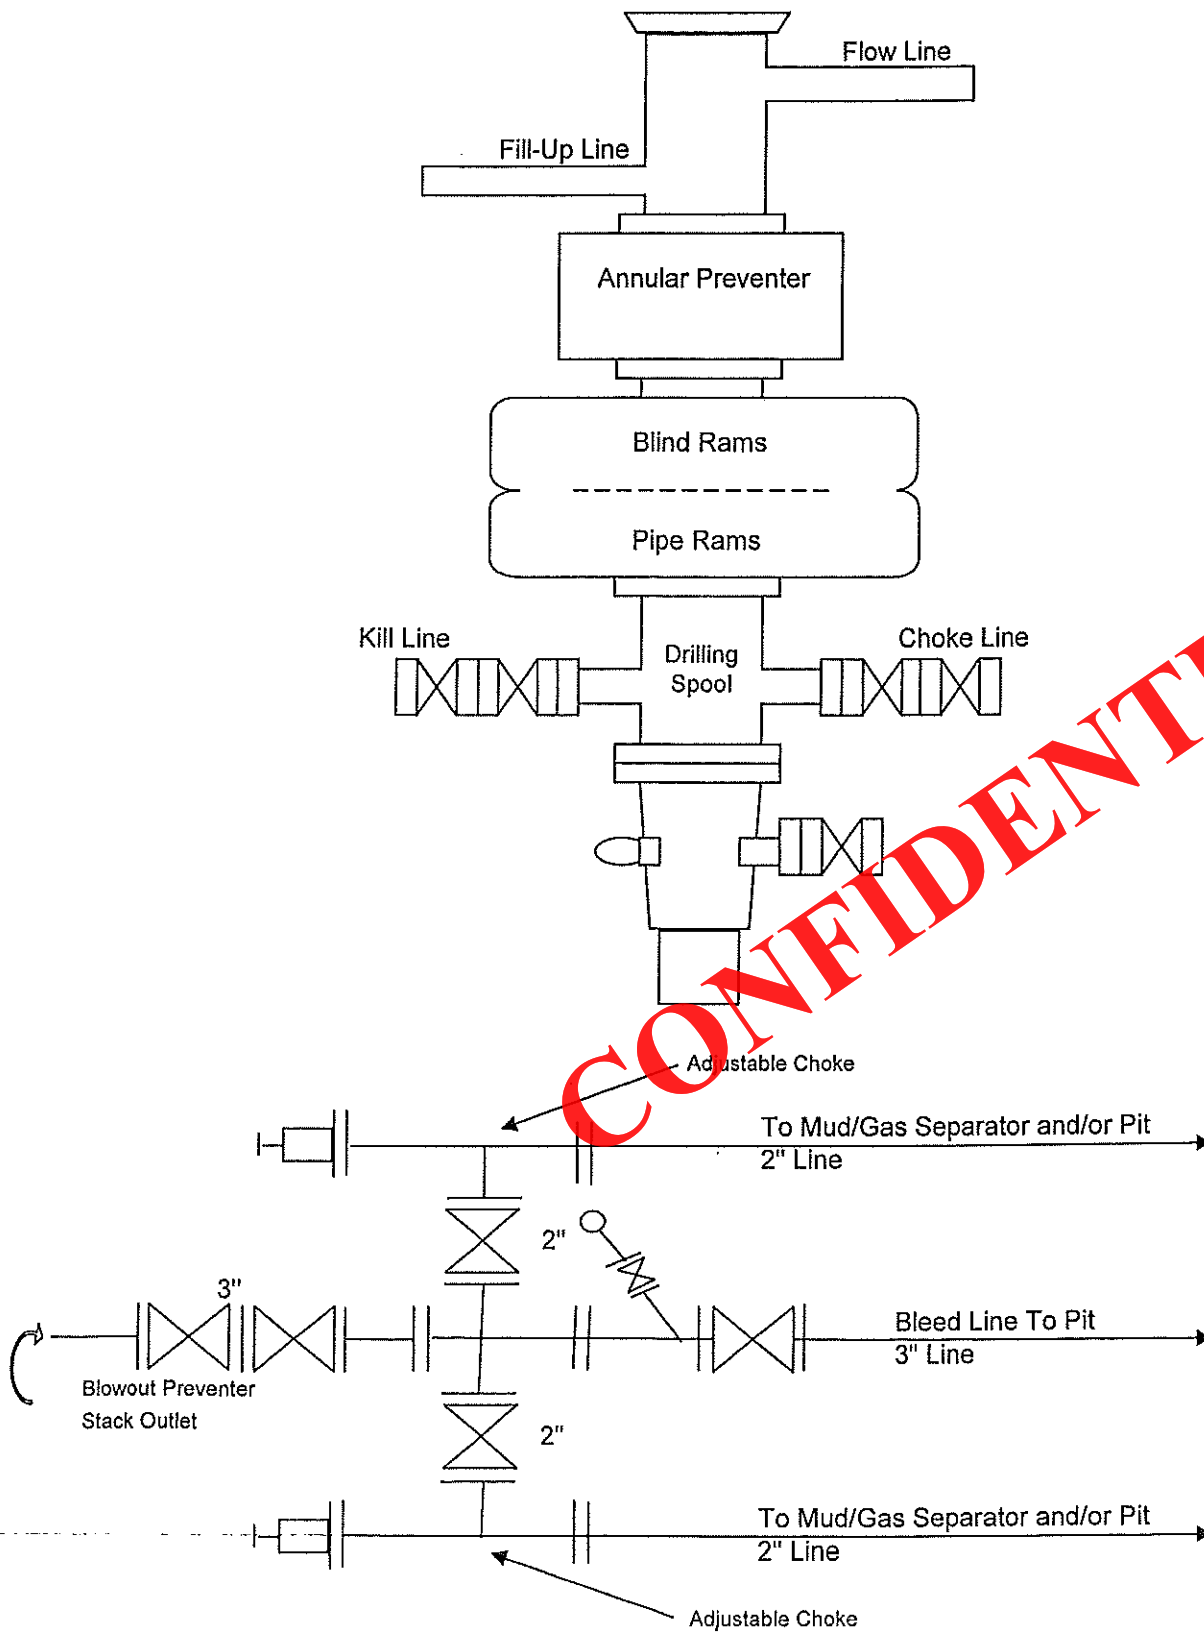 Flow Line
Fill-Up Line
Annular Preventer
Blind Rams
Pipe Rams
Kill Line
Choke Line
Drilling
Spool
CONFIDENT
Adjustable Choke
To Mud/Gas Separator and/or Pit
2" Line
2"
3"
Bleed Line To Pit
3" Line
Blowout Preventer
Stack Outlet
2"
To Mud/Gas Separator and/or Pit
2" Line
Adjustable Choke